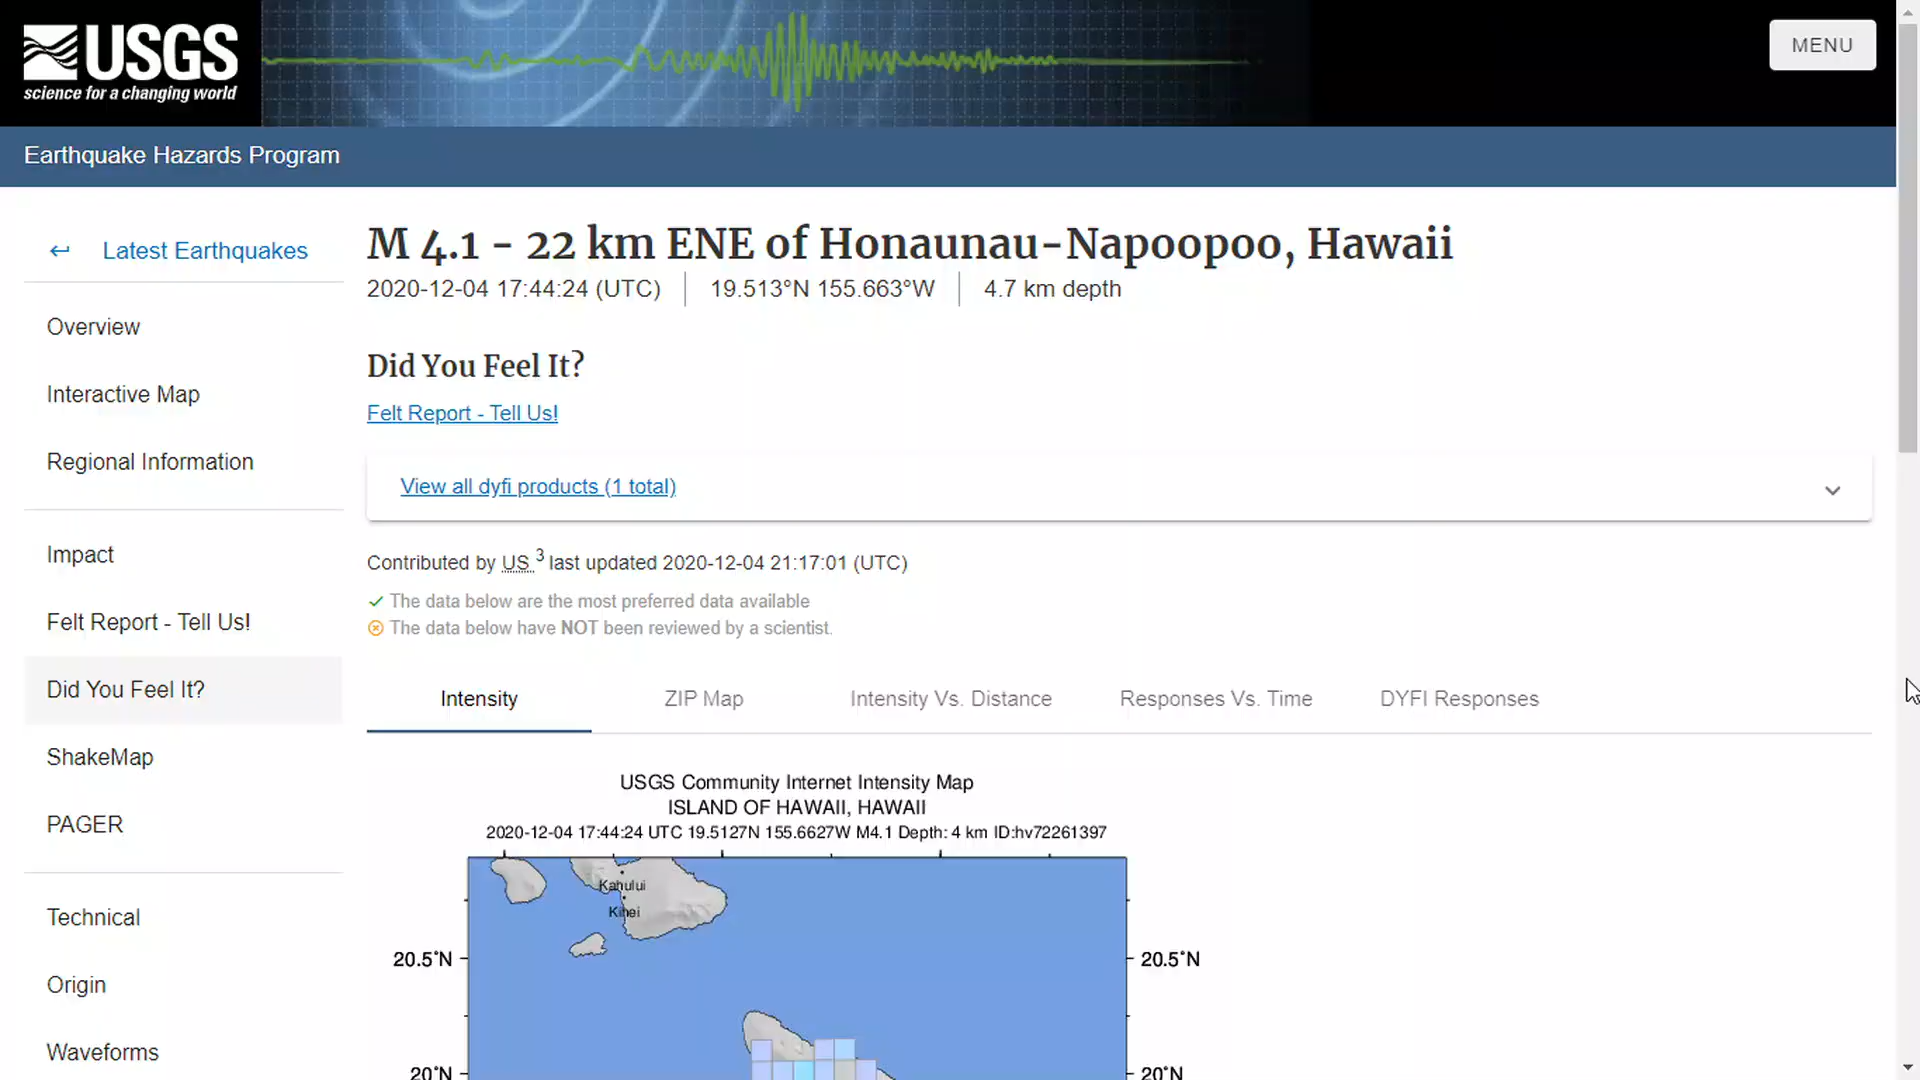 USGS
science for a changing world
MENU
Earthquake Hazards Program
Latest Earthquakes
Overview
Interactive Map
Regional Information
Impact
Felt Report - Tell Us!
Did You Feel It?
ShakeMap
PAGER
Technical
Origin
Waveforms
M 4.1 - 22 km ENE of Honaunau-Napoopoo, Hawaii
2020-12-04 17:44:24 (UTC) 19.513°N 155.663°W 4.7 km depth
Did You Feel It?
Felt Report - Tell Us!
View all dyfi products (1 total)
Contributed by US 3 last updated 2020-12-04 21:17:01 (UTC)
The data below are the most preferred data available
The data below have NOT been reviewed by a scientist.
Intensity ZIP Map Intensity Vs. Distance Responses Vs. Time DYFI Responses
USGS Community Internet Intensity Map
ISLAND OF HAWAII, HAWAII
2020-12-04 17:44:24 UTC 19.5127N 155.6627W M4.1 Depth: 4 km ID:hv72261397
Kahului
Kihei
20.5°N 20.5°N
20°N 20°N